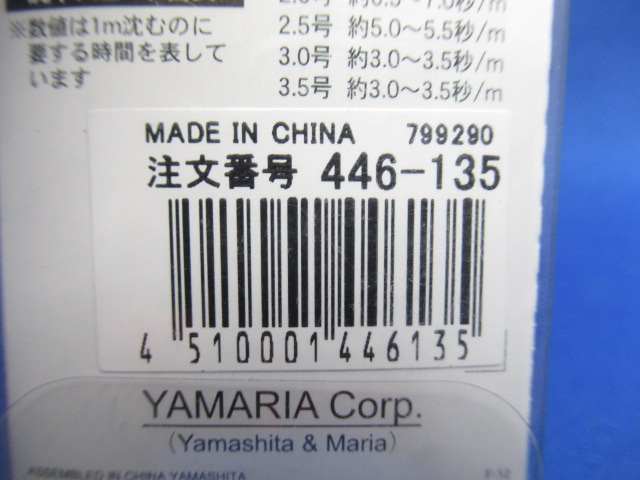 ※数値は1m沈むのに
要する時間を表して
います
2.5号 約5.0～5.5秒/m
3.0号 約3.0～3.5秒/m
3.5号 約3.0～3.5秒/m
MADE IN CHINA 799290
注文番号 446-135
4 510001 446135
YAMARIA Corp.
(Yamashita & Maria)
ASSEMBLED IN CHINA YAMASHITA